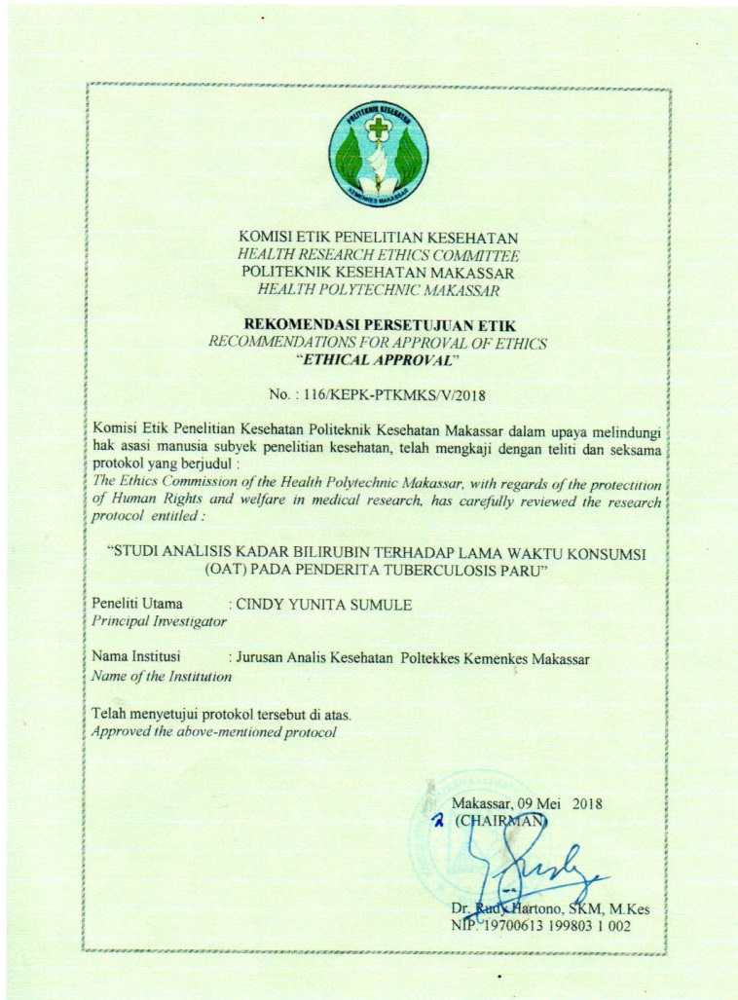 POLITEKNIK KESEHATAN
KEMENKES MAKASSAR
KOMISI ETIK PENELITIAN KESEHATAN
HEALTH RESEARCH ETHICS COMMITTEE
POLITEKNIK KESEHATAN MAKASSAR
HEALTH POLYTECHNIC MAKASSAR
REKOMENDASI PERSETUJUAN ETIK
RECOMMENDATIONS FOR APPROVAL OF ETHICS
“ETHICAL APPROVAL”
No. : 116/KEPK-PTKMKS/V/2018
Komisi Etik Penelitian Kesehatan Politeknik Kesehatan Makassar dalam upaya melindungi
hak asasi manusia subyek penelitian kesehatan, telah mengkaji dengan teliti dan seksama
protokol yang berjudul :
The Ethics Commission of the Health Polytechnic Makassar, with regards of the protectition
of Human Rights and welfare in medical research, has carefully reviewed the research
protocol entitled :
“STUDI ANALISIS KADAR BILIRUBIN TERHADAP LAMA WAKTU KONSUMSI
(OAT) PADA PENDERITA TUBERCULOSIS PARU”
Peneliti Utama : CINDY YUNITA SUMULE
Principal Investigator
Nama Institusi : Jurusan Analis Kesehatan Poltekkes Kemenkes Makassar
Name of the Institution
Telah menyetujui protokol tersebut di atas.
Approved the above-mentioned protocol
Makassar, 09 Mei 2018
(CHAIRMAN)
Dr. Rudy Hartono, SKM, M.Kes
NIP. 19700613 199803 1 002